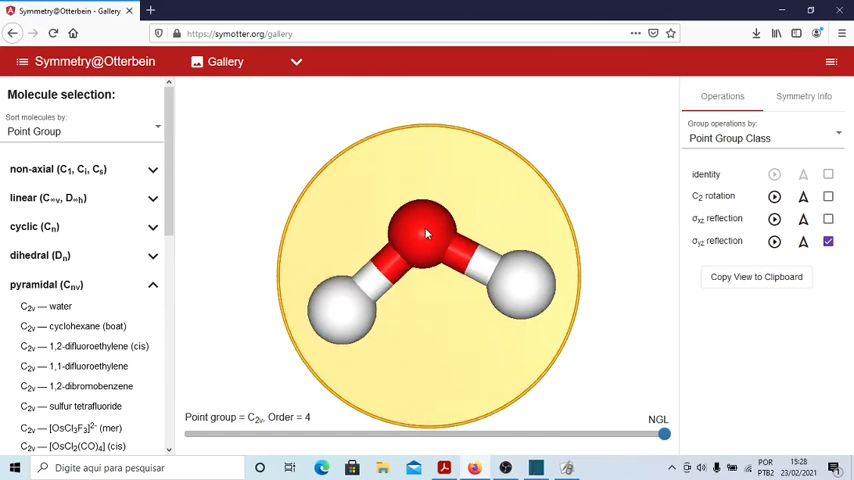 Symmetry@Otterbein - Gallery
https://symotter.org/gallery
Symmetry@Otterbein
Gallery
Molecule selection:
Sort molecules by:
Point Group
non-axial (C₁, Cᵢ, Cₛ)
linear (C∞ᵥ, D∞ₕ)
cyclic (Cₙ)
dihedral (Dₙ)
pyramidal (Cₙᵥ)
C₂ᵥ — water
C₂ᵥ — cyclohexane (boat)
C₂ᵥ — 1,2-difluoroethylene (cis)
C₂ᵥ — 1,1-difluoroethylene
C₂ᵥ — 1,2-dibromobenzene
C₂ᵥ — sulfur tetrafluoride
C₂ᵥ — [OsCl₃F₃]²⁻ (mer)
C₂ᵥ — [OsCl₂(CO)₄] (cis)
Point group = C₂ᵥ, Order = 4
NGL
Operations
Symmetry Info
Group operations by:
Point Group Class
identity
C₂ rotation
σxz reflection
σyz reflection
Copy View to Clipboard
Digite aqui para pesquisar
POR
PTB2
15:28
23/02/2021